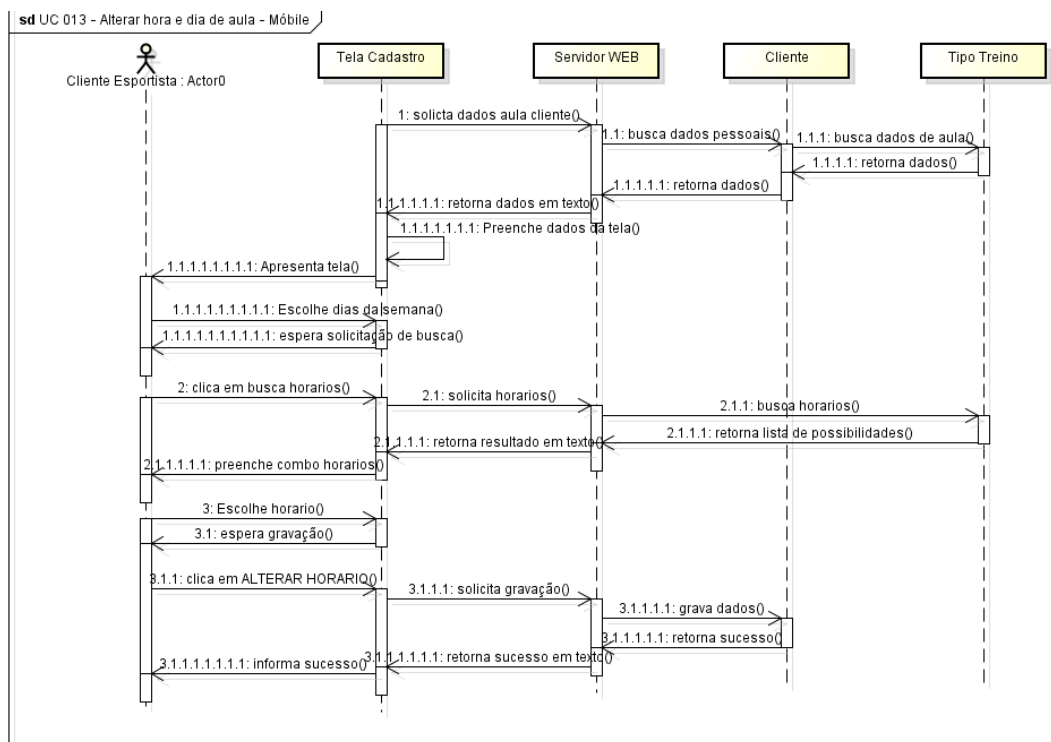 sd UC 013 - Alterar hora e dia de aula - Móbile
Cliente Esportista : Actor0
Tela Cadastro
Servidor WEB
Cliente
Tipo Treino
1: solicta dados aula cliente()
1.1: busca dados pessoais()
1.1.1: busca dados de aula()
1.1.1.1: retorna dados()
1.1.1.1.1: retorna dados()
1.1.1.1.1.1: retorna dados em texto()
1.1.1.1.1.1.1: Preenche dados da tela()
1.1.1.1.1.1.1.1: Apresenta tela()
1.1.1.1.1.1.1.1.1: Escolhe dias da semana()
1.1.1.1.1.1.1.1.1.1: espera solicitação de busca()
2: clica em busca horarios()
2.1: solicita horarios()
2.1.1: busca horarios()
2.1.1.1: retorna lista de possibilidades()
2.1.1.1.1: retorna resultado em texto()
2.1.1.1.1.1: preenche combo horarios()
3: Escolhe horario()
3.1: espera gravação()
3.1.1: clica em ALTERAR HORARIO()
3.1.1.1: solicita gravação()
3.1.1.1.1: grava dados()
3.1.1.1.1.1: retorna sucesso()
3.1.1.1.1.1.1: retorna sucesso em texto()
3.1.1.1.1.1.1.1: informa sucesso()